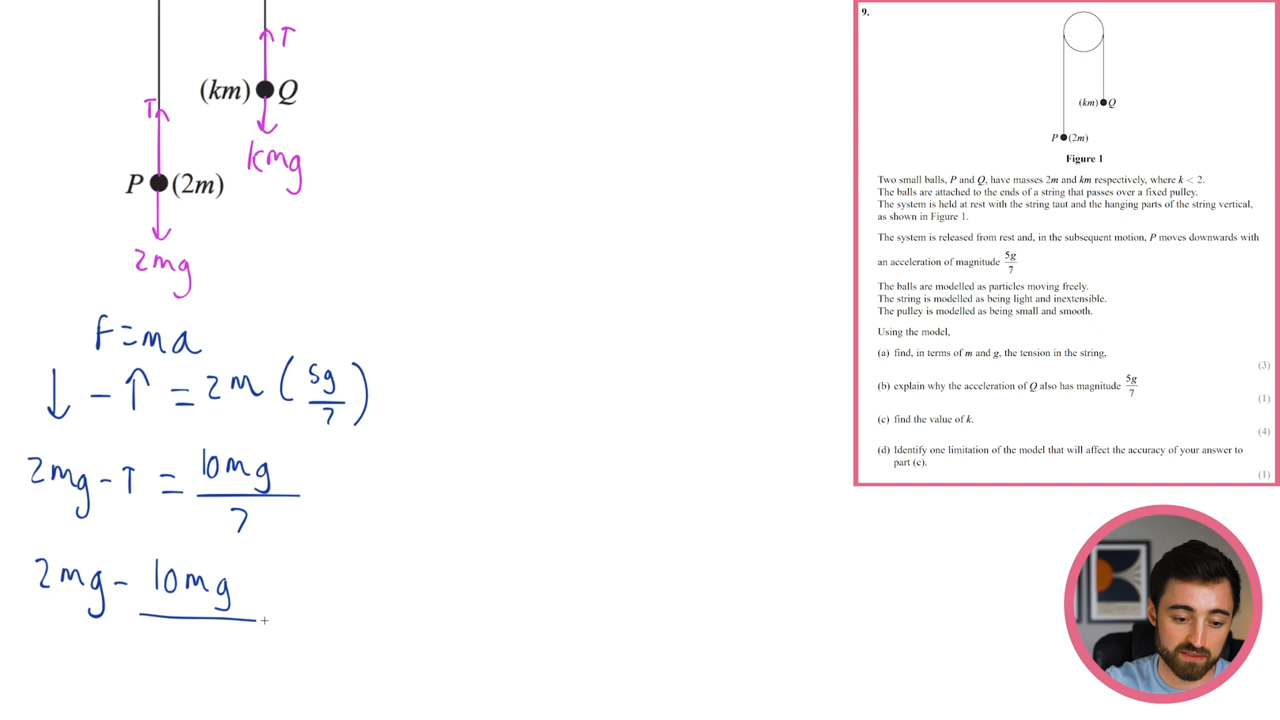 T
(km) Q
kmg
T
P (2m)
2mg
F=ma
↓ - ↑ = 2m (5g/7)
2mg - T = 10mg/7
2mg - 10mg
9.
(km) Q
P (2m)
Figure 1
Two small balls, P and Q, have masses 2m and km respectively, where k < 2.
The balls are attached to the ends of a string that passes over a fixed pulley.
The system is held at rest with the string taut and the hanging parts of the string vertical,
as shown in Figure 1.
The system is released from rest and, in the subsequent motion, P moves downwards with
an acceleration of magnitude 5g/7
The balls are modelled as particles moving freely.
The string is modelled as being light and inextensible.
The pulley is modelled as being small and smooth.
Using the model,
(a) find, in terms of m and g, the tension in the string,
(3)
(b) explain why the acceleration of Q also has magnitude 5g/7
(1)
(c) find the value of k.
(4)
(d) Identify one limitation of the model that will affect the accuracy of your answer to
part (c).
(1)